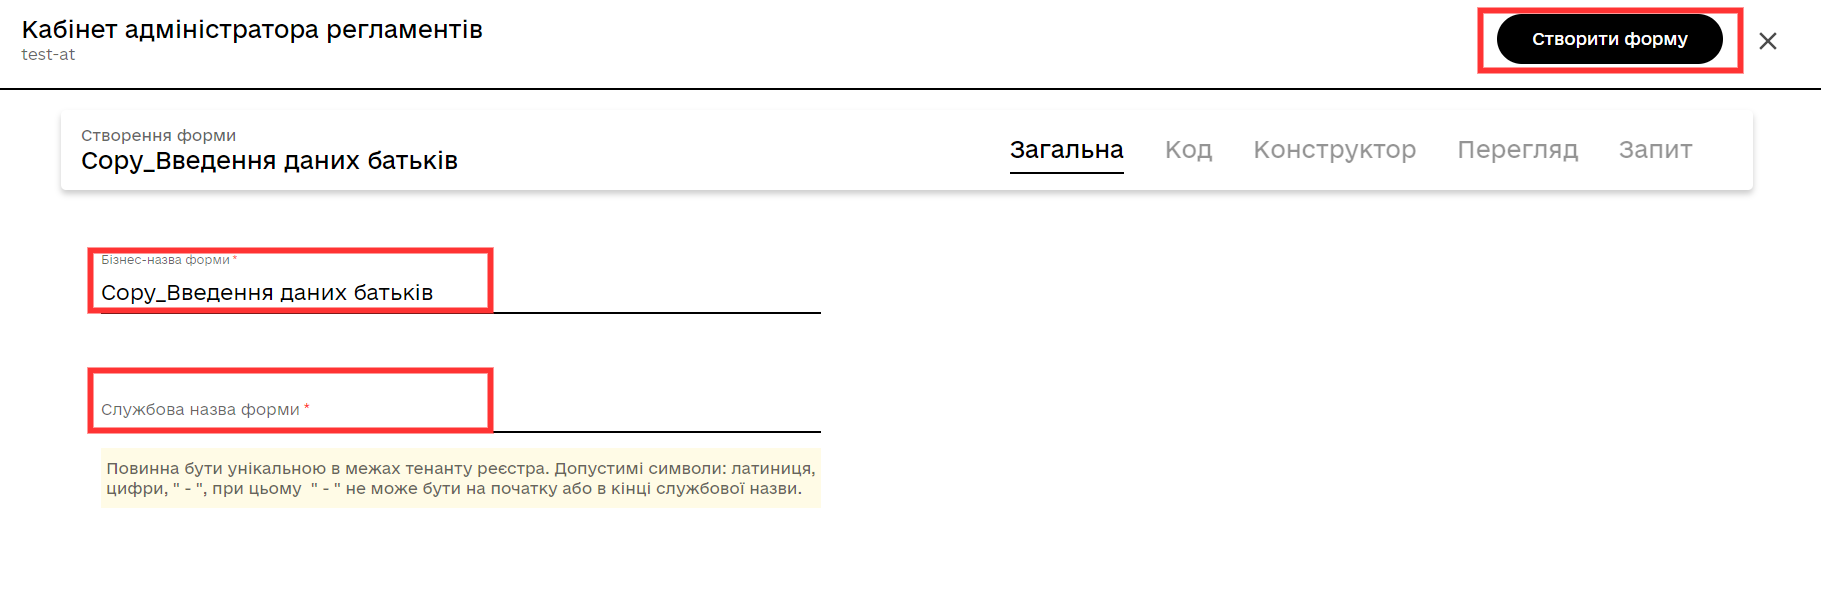 Кабінет адміністратора регламентів
test-at
Створити форму
Створення форми
Copy_Введення даних батьків
Загальна Код Конструктор Перегляд Запит
Бізнес-назва форми *
Copy_Введення даних батьків
Службова назва форми *
Повинна бути унікальною в межах тенанту реєстра. Допустимі символи: латиниця,
цифри, " - ", при цьому " - " не може бути на початку або в кінці службової назви.